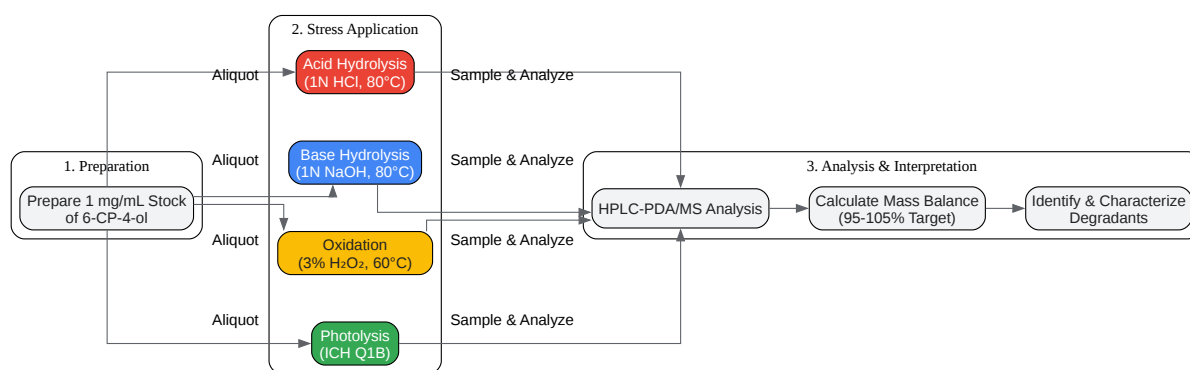 2. Stress Application
Aliquot
Acid Hydrolysis
(1N HCl, 80°C)
Sample & Analyze
1. Preparation
Prepare 1 mg/mL Stock
of 6-CP-4-ol
Aliquot
Base Hydrolysis
(1N NaOH, 80°C)
Sample & Analyze
Aliquot
Oxidation
(3% H₂O₂, 60°C)
Sample & Analyze
Aliquot
Photolysis
(ICH Q1B)
Sample & Analyze
3. Analysis & Interpretation
HPLC-PDA/MS Analysis
Calculate Mass Balance
(95-105% Target)
Identify & Characterize
Degradants